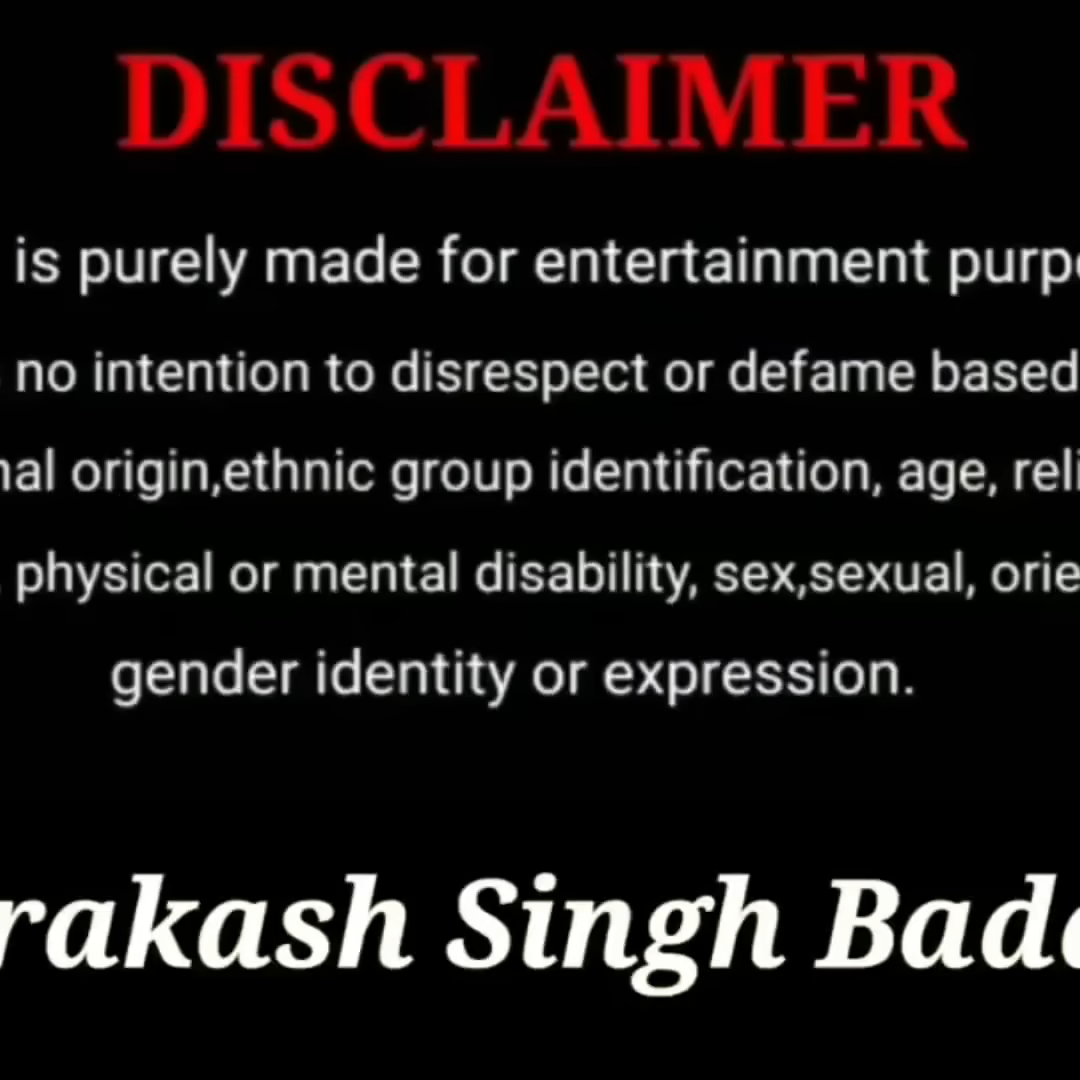 DISCLAIMER
is purely made for entertainment
no intention to disrespect or defame based
origin,ethnic group identification, age,
physical or mental disability, sex,sexual,
gender identity or expression.
Singh